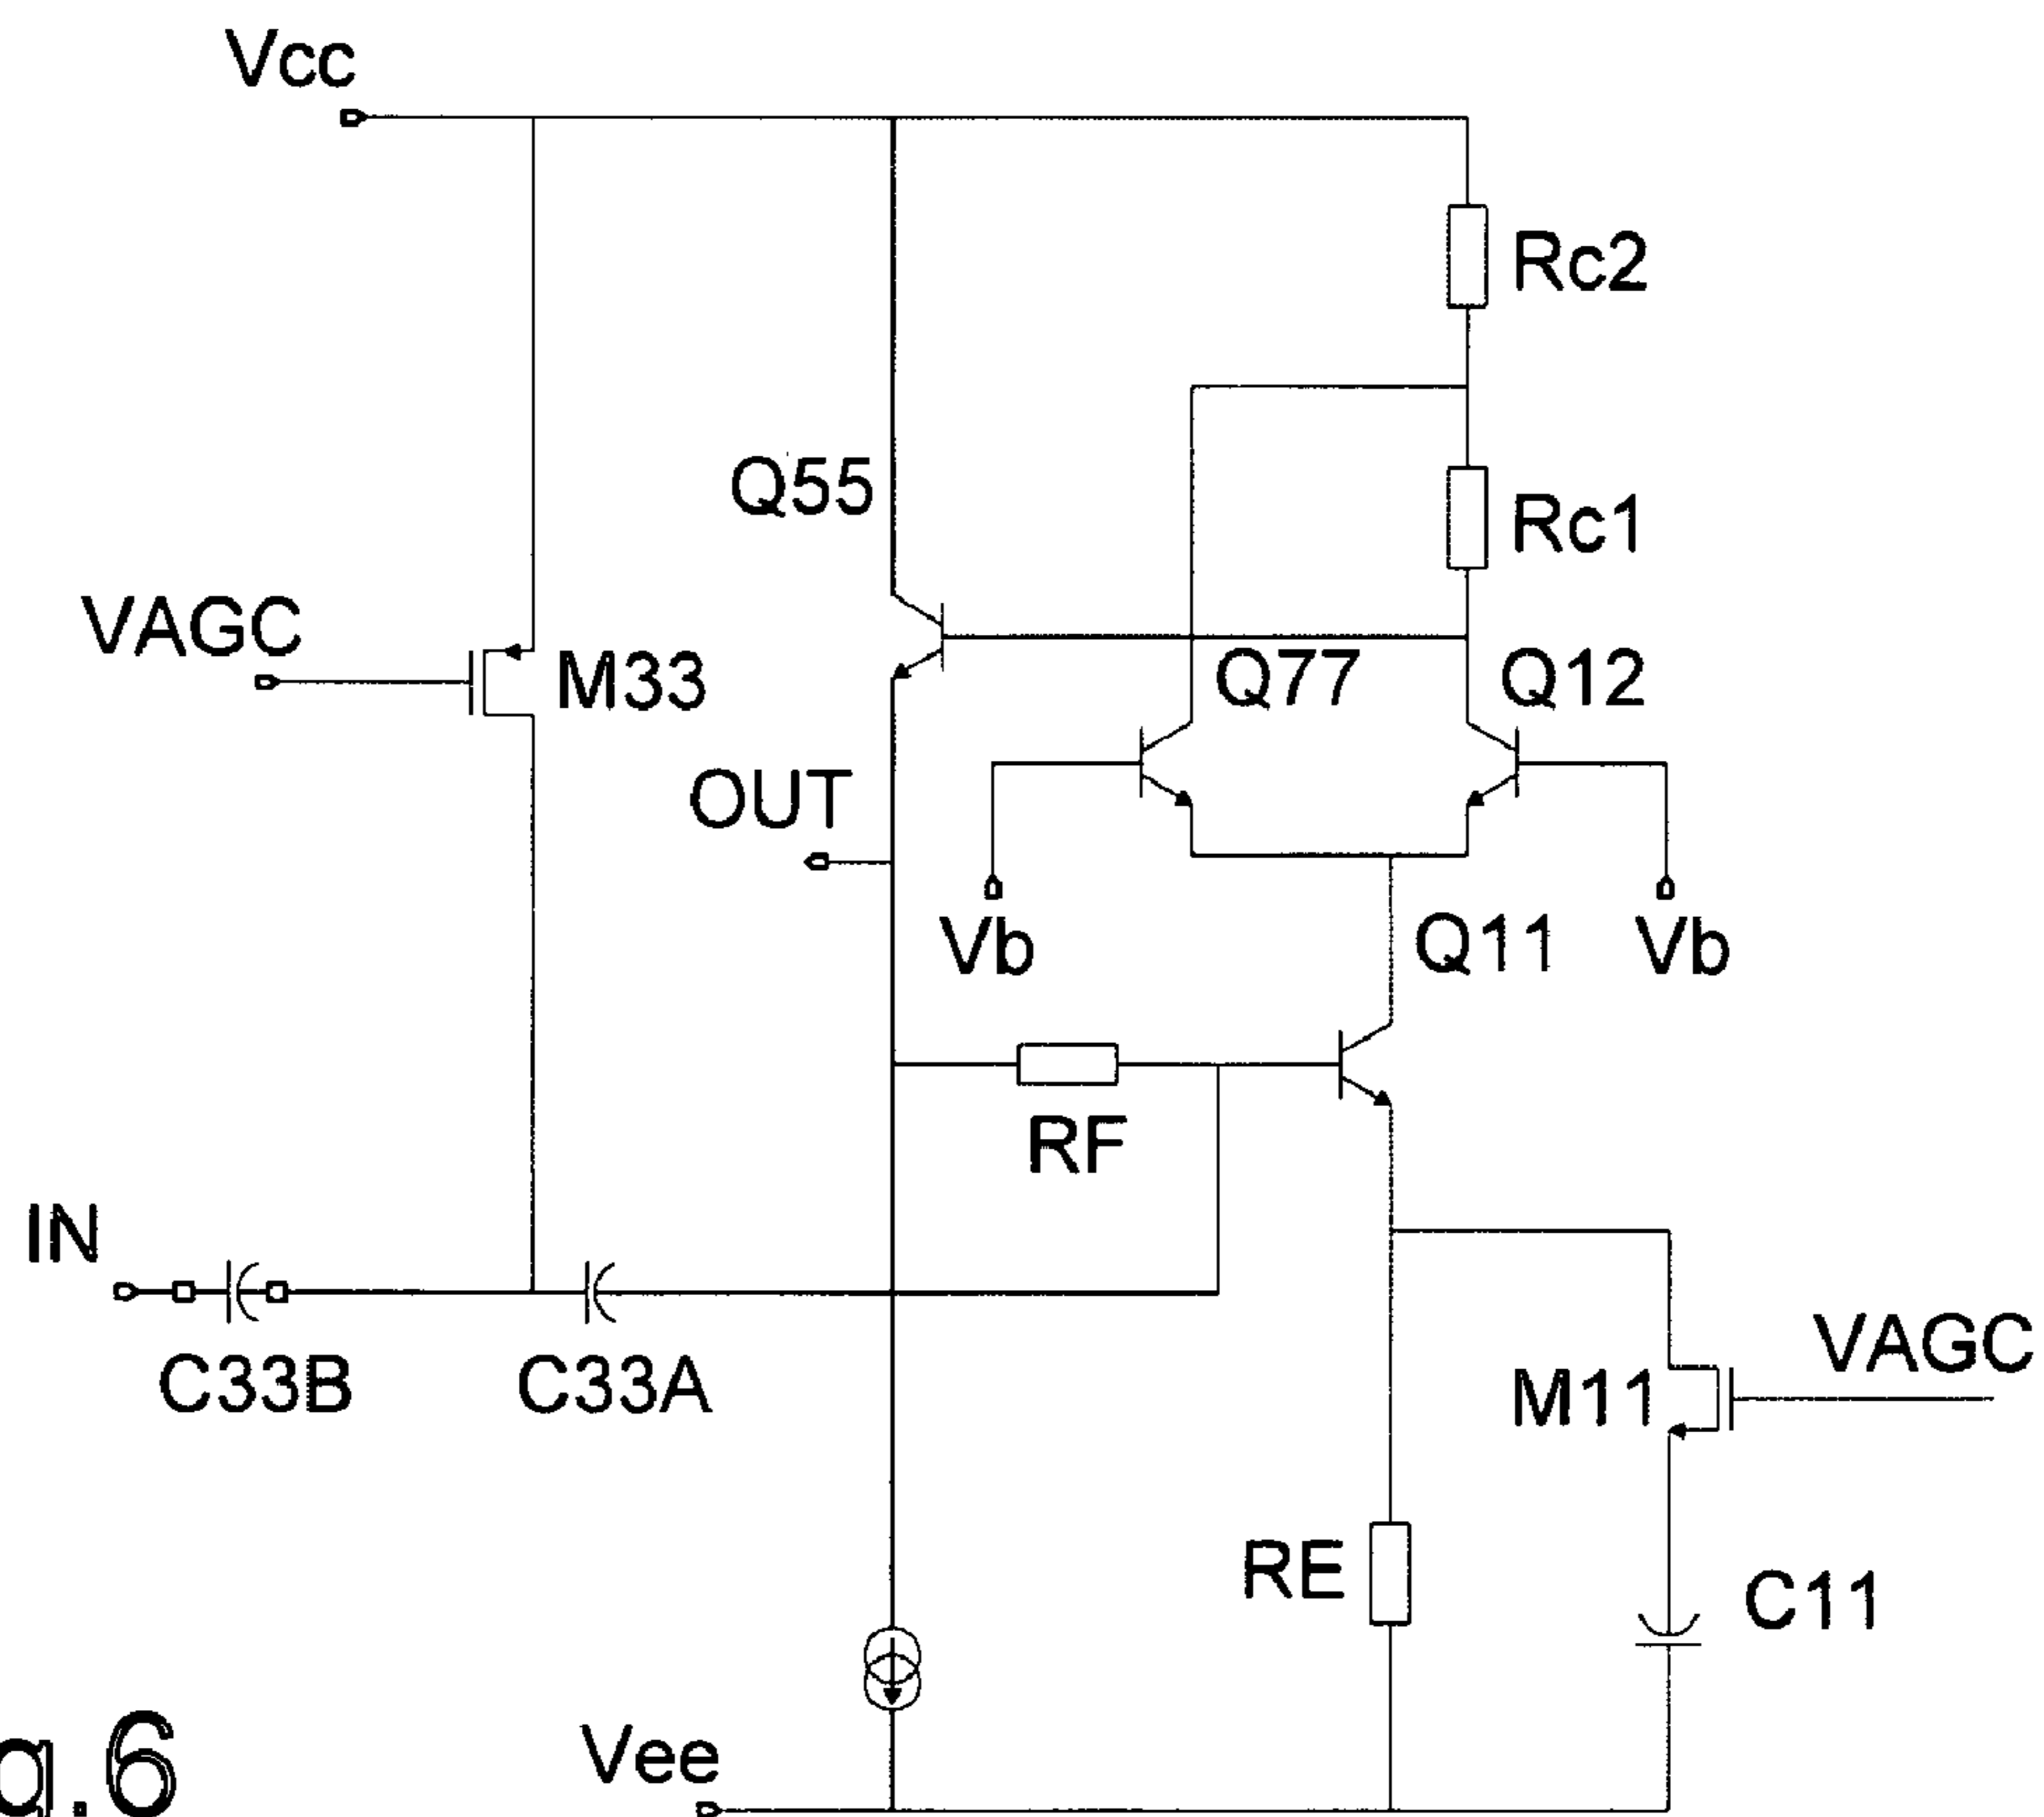 Vcc
Rc2
Q55
Rc1
VAGC
M33
Q77
Q12
OUT
Vb
Q11
Vb
RF
IN
C33B
C33A
M11
VAGC
RE
C11
Vee
g.6